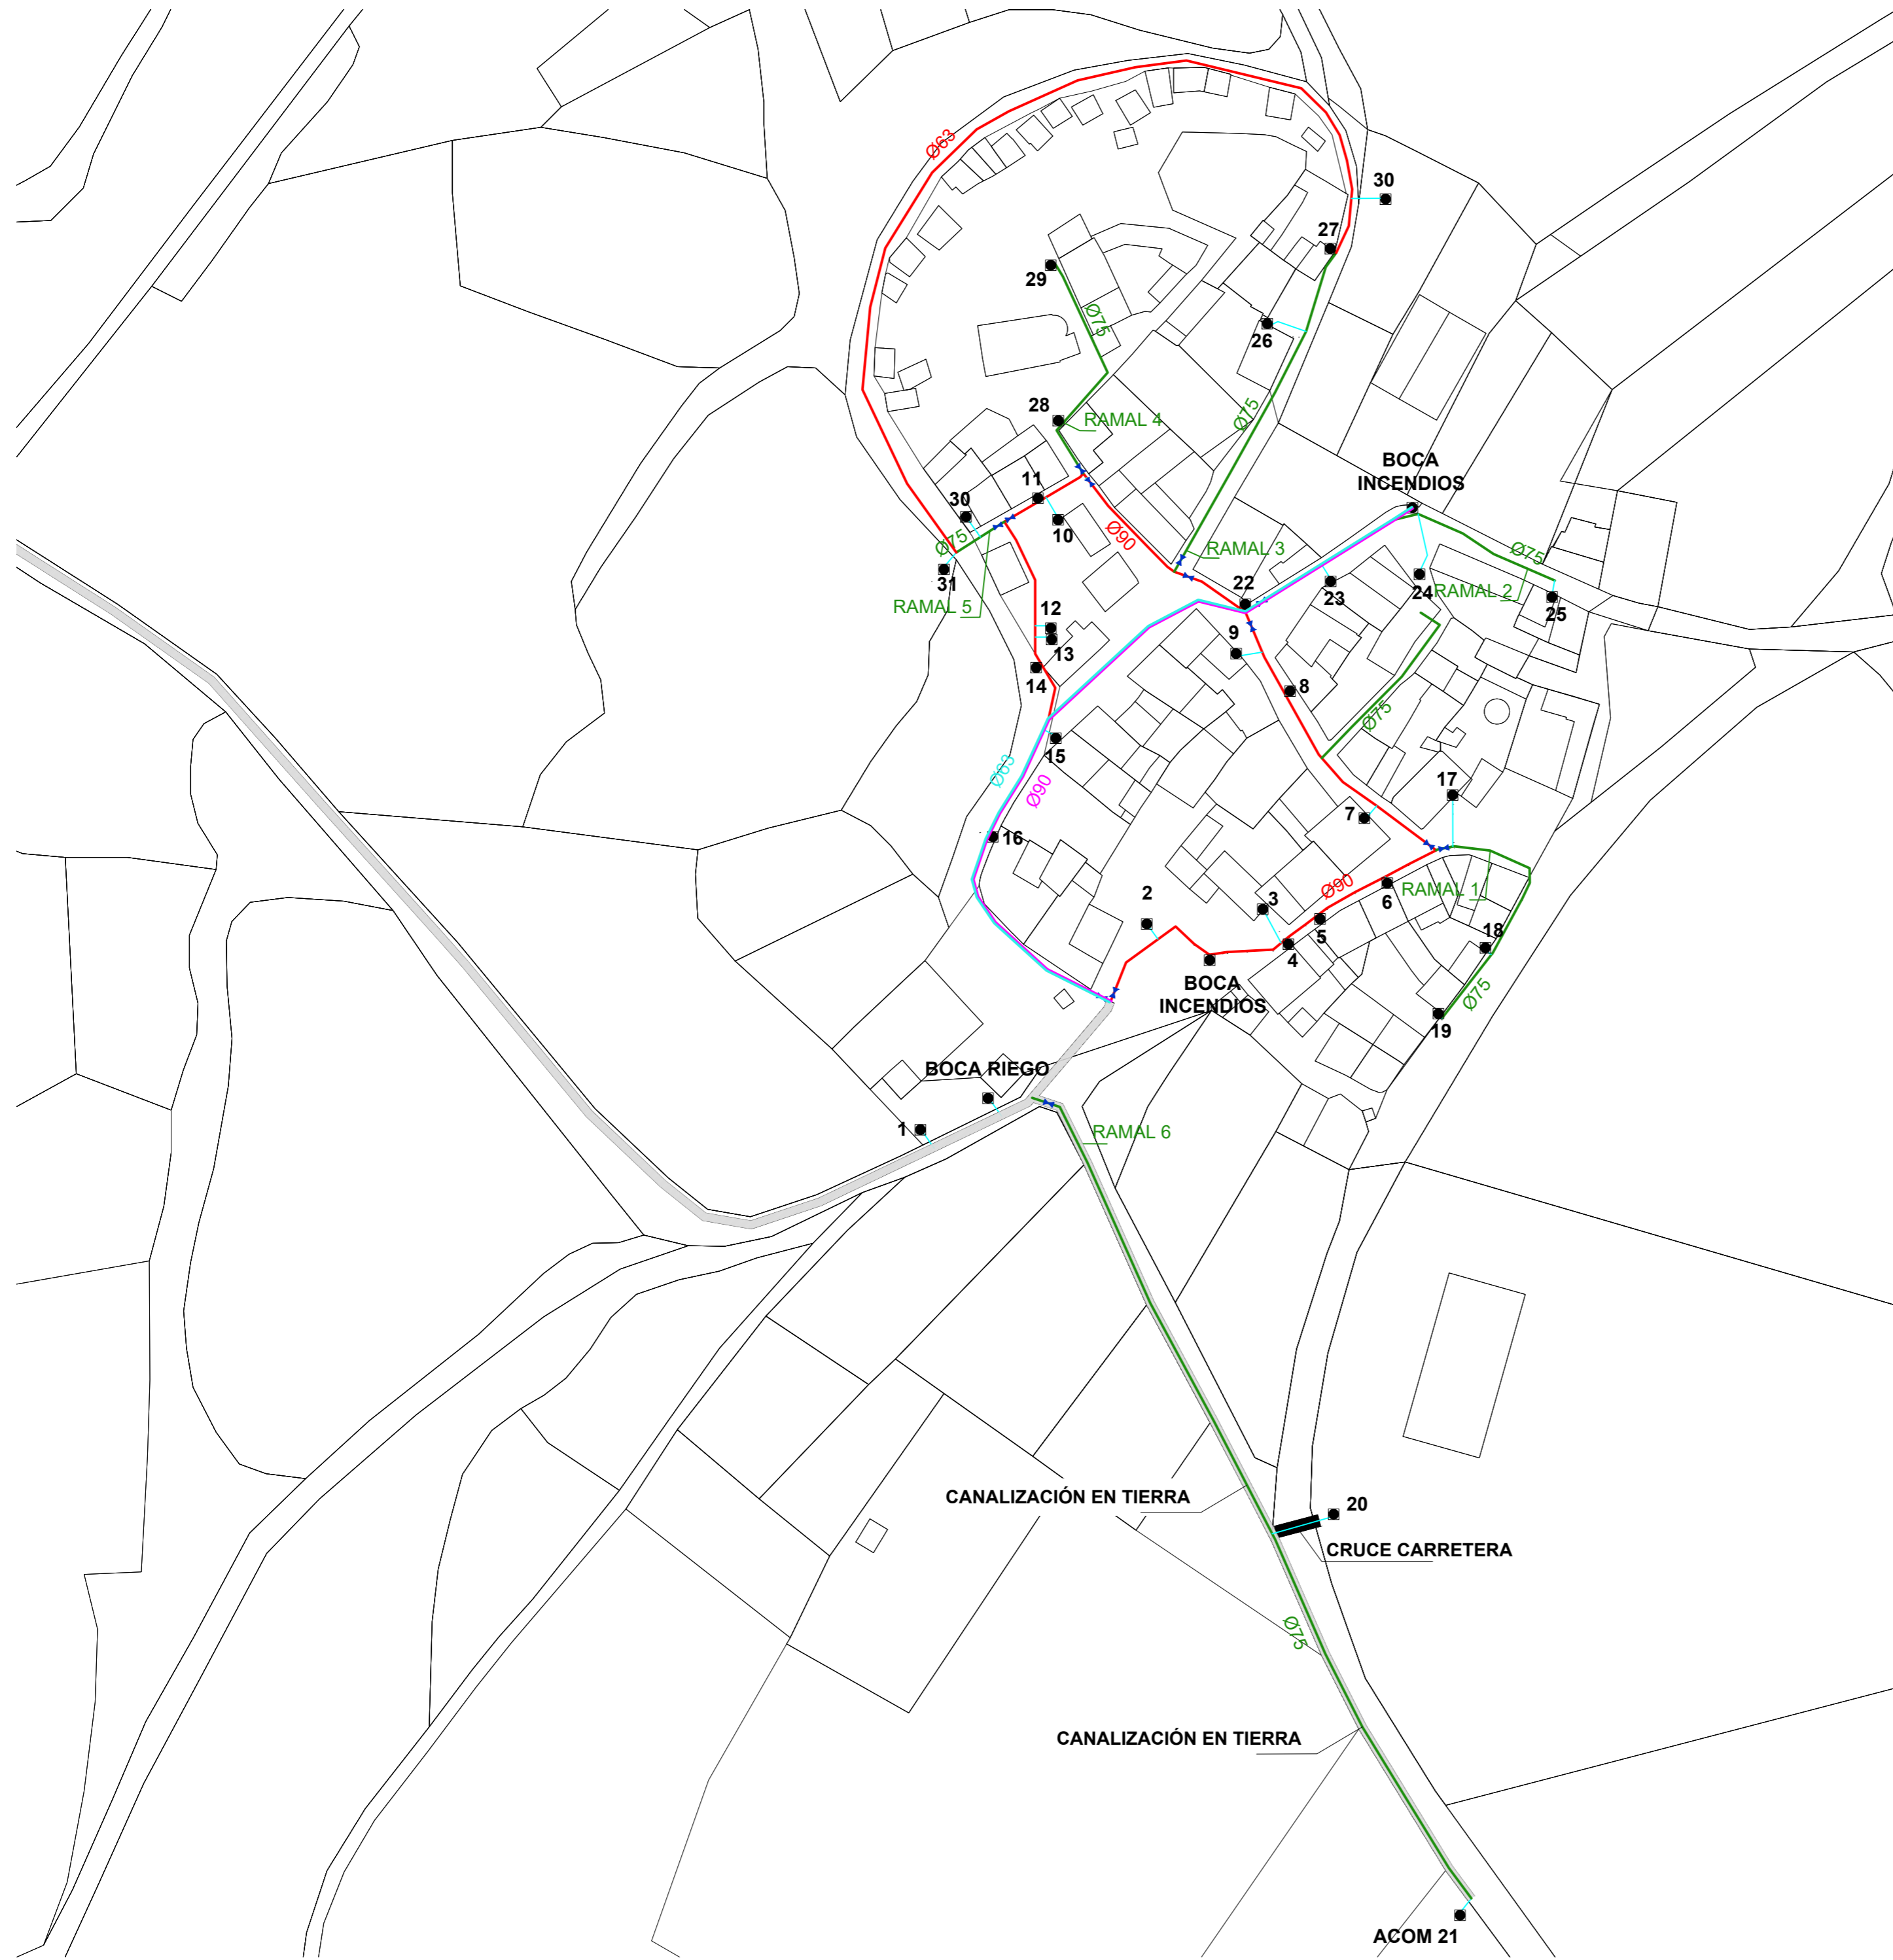 Ø63
30
27
29
Ø75
26
28
RAMAL 4
Ø75
BOCA
INCENDIOS
11
30
10
Ø90
Ø75
RAMAL 3
Ø75
31
22
23
24
RAMAL 2
25
RAMAL 5
12
9
13
14
8
Ø75
15
Ø63
Ø90
17
7
16
Ø90
6
RAMAL 1
2
3
5
18
4
BOCA
INCENDIOS
Ø75
19
BOCA RIEGO
1
RAMAL 6
CANALIZACIÓN EN TIERRA
20
CRUCE CARRETERA
Ø75
CANALIZACIÓN EN TIERRA
ACOM 21